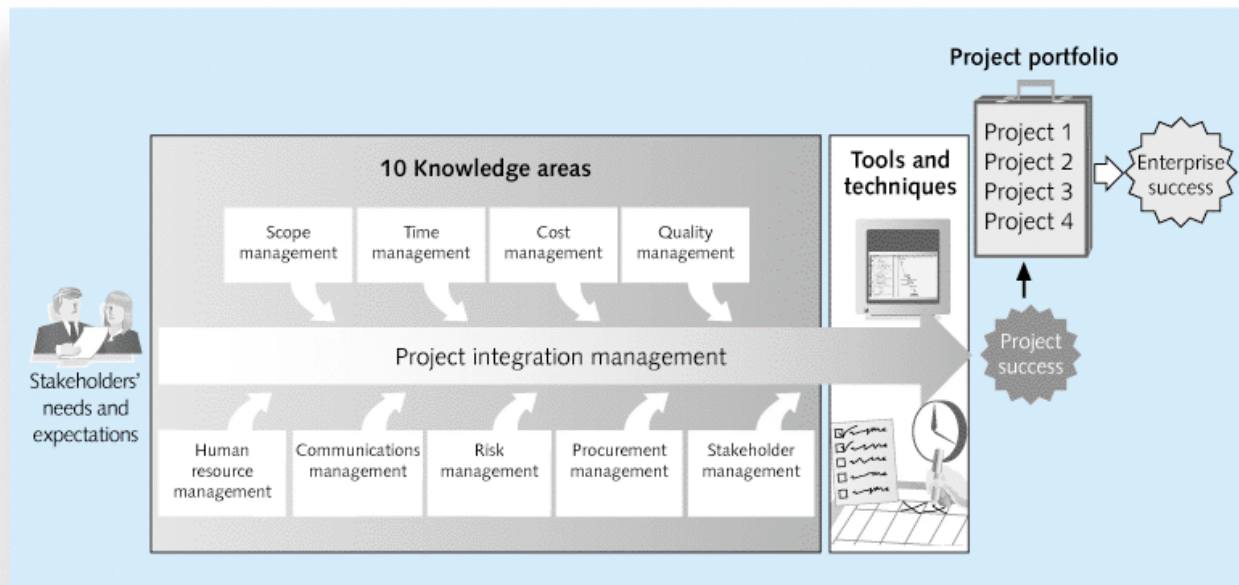 Project portfolio
Project 1
Project 2
Project 3
Project 4
Enterprise
success
10 Knowledge areas
Tools and
techniques
Scope
management
Time
management
Cost
management
Quality
management
Project integration management
Project
success
Stakeholders’
needs and
expectations
Human
resource
management
Communications
management
Risk
management
Procurement
management
Stakeholder
management